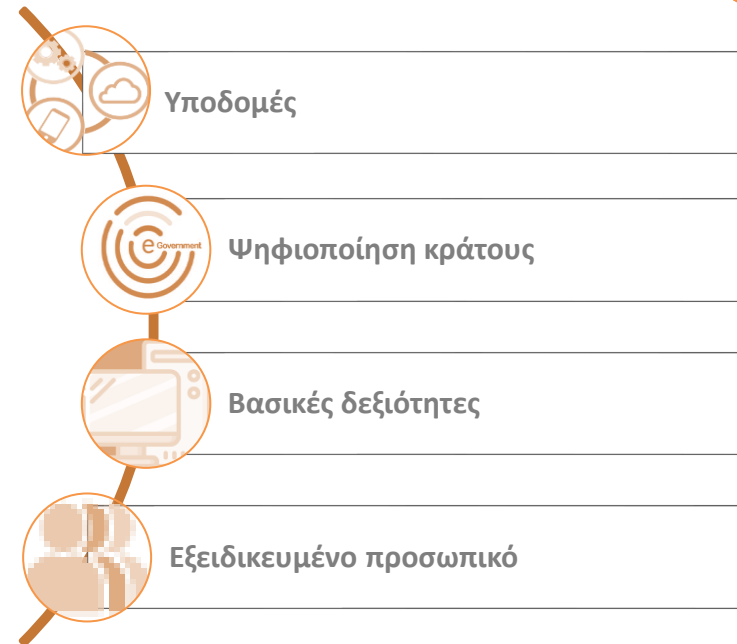 Υποδομές
e Government
Ψηφιοποίηση κράτους
Βασικές δεξιότητες
Εξειδικευμένο προσωπικό